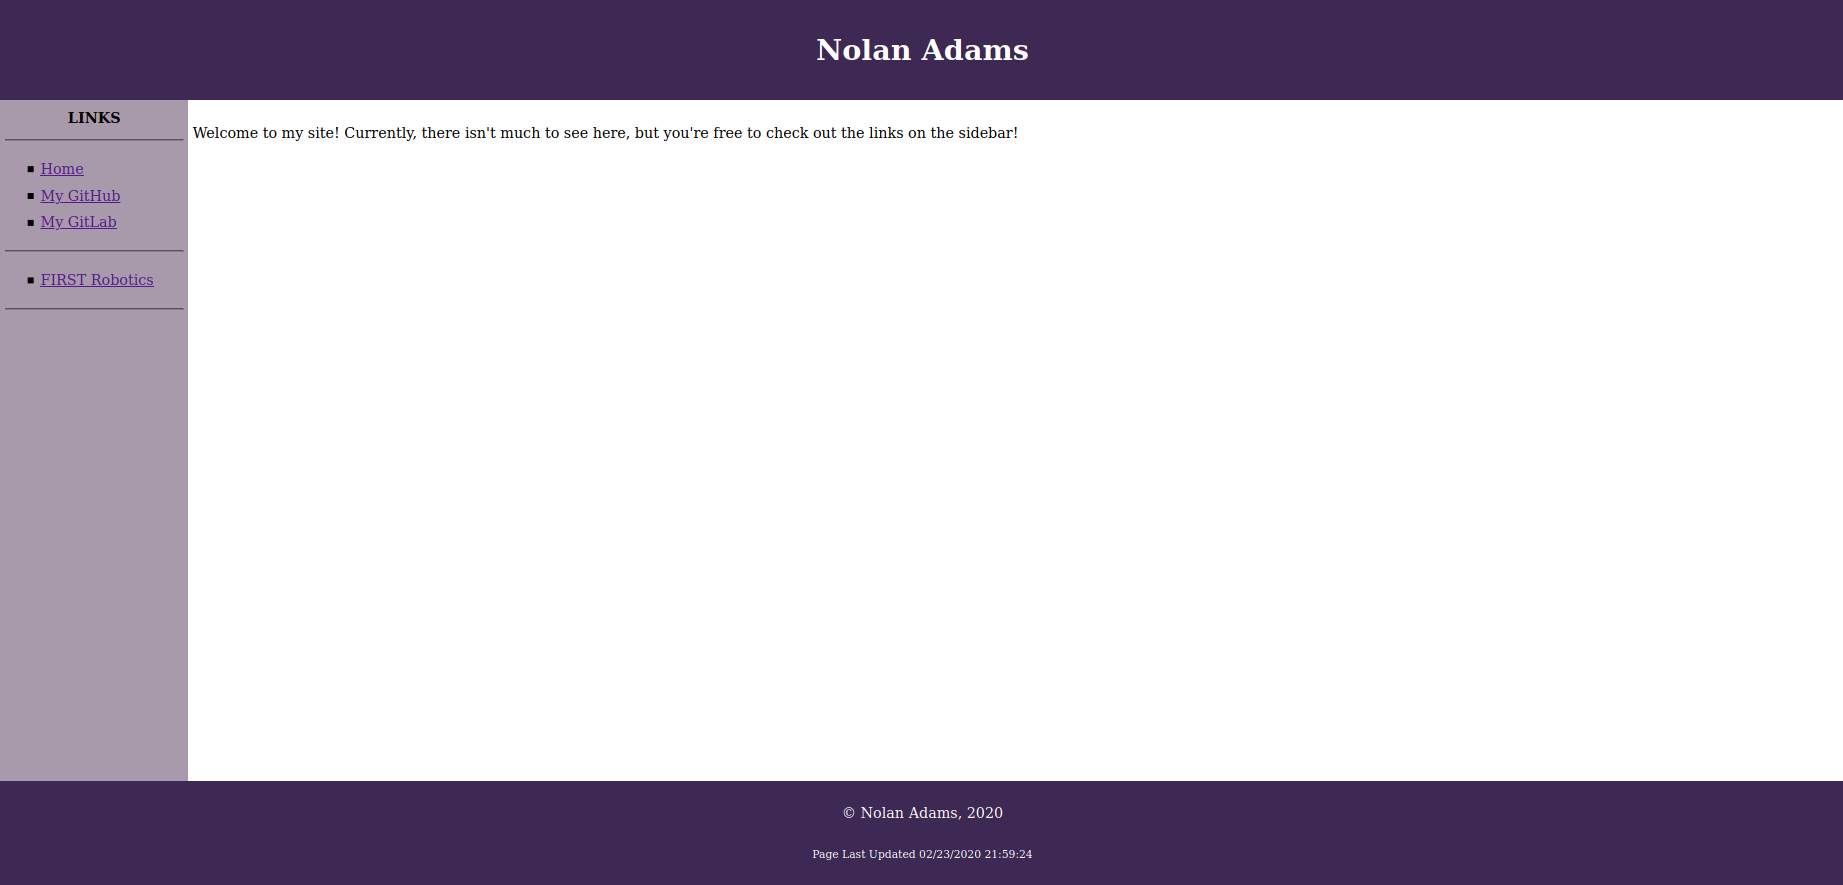 Nolan Adams
LINKS
Home
My GitHub
My GitLab
FIRST Robotics
Welcome to my site! Currently, there isn't much to see here, but you're free to check out the links on the sidebar!
© Nolan Adams, 2020
Page Last Updated 02/23/2020 21:59:24